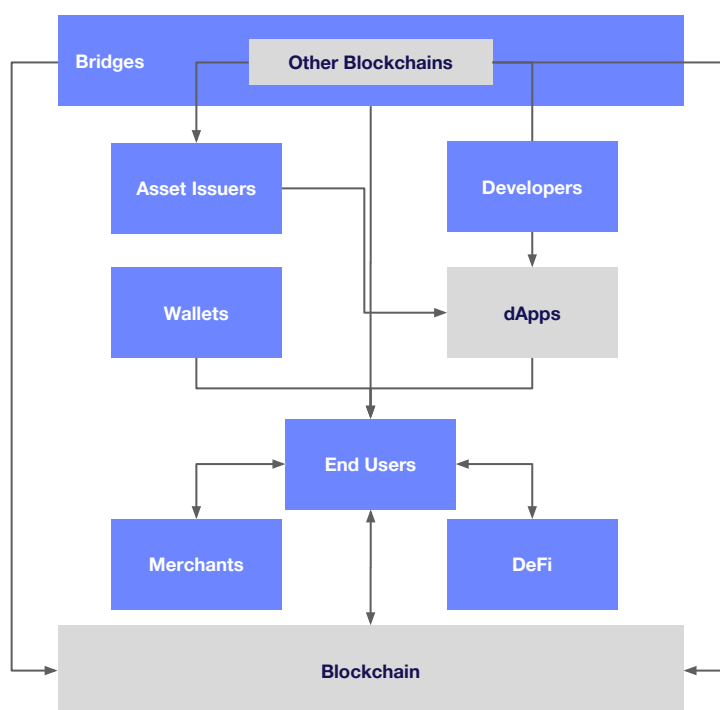 Bridges
Other Blockchains
Asset Issuers
Developers
Wallets
dApps
End Users
Merchants
DeFi
Blockchain